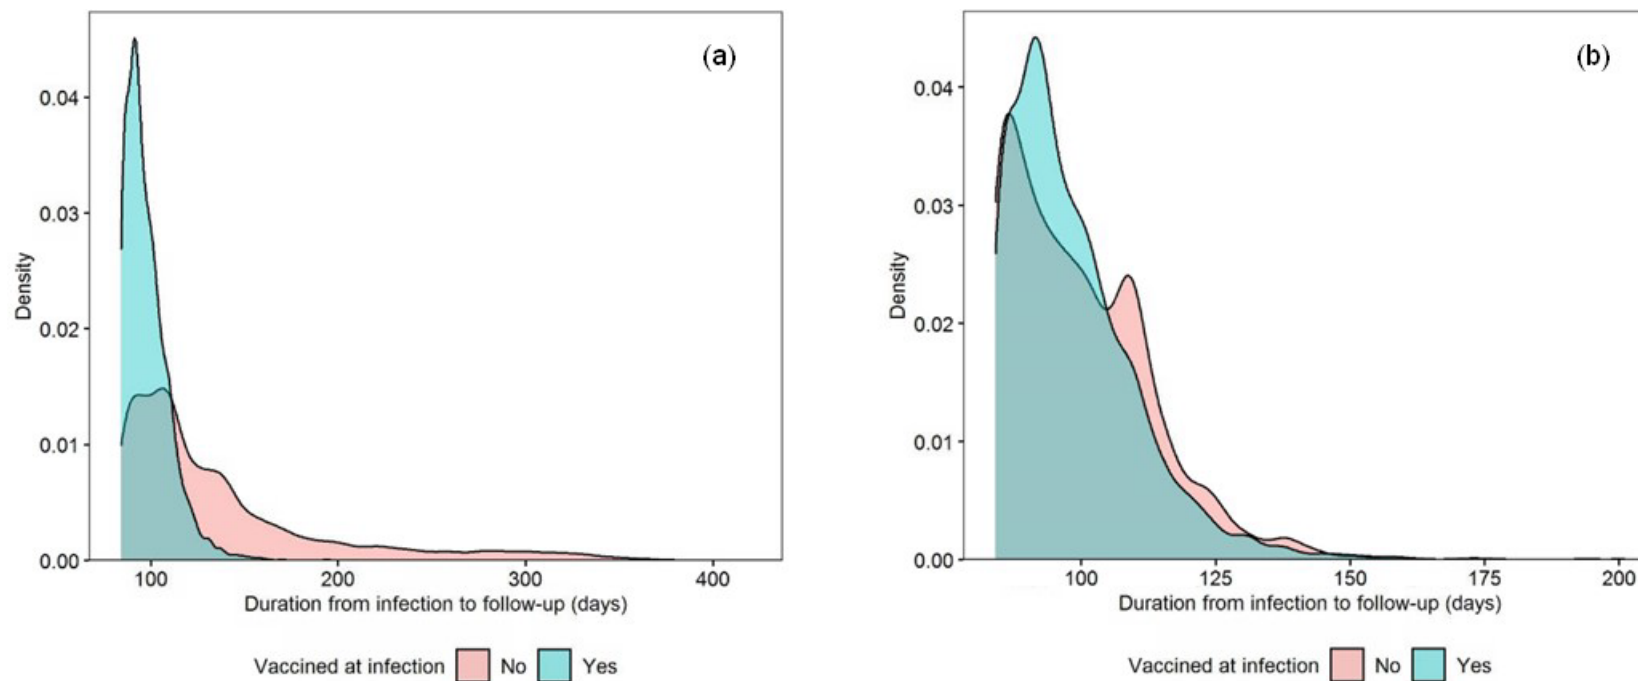 (a)
0.04
0.03
0.02
0.01
0.00
Density
100 200 300 400
Duration from infection to follow-up (days)
Vaccined at infection No Yes
(b)
0.04
0.03
0.02
0.01
0.00
Density
100 125 150 175 200
Duration from infection to follow-up (days)
Vaccined at infection No Yes